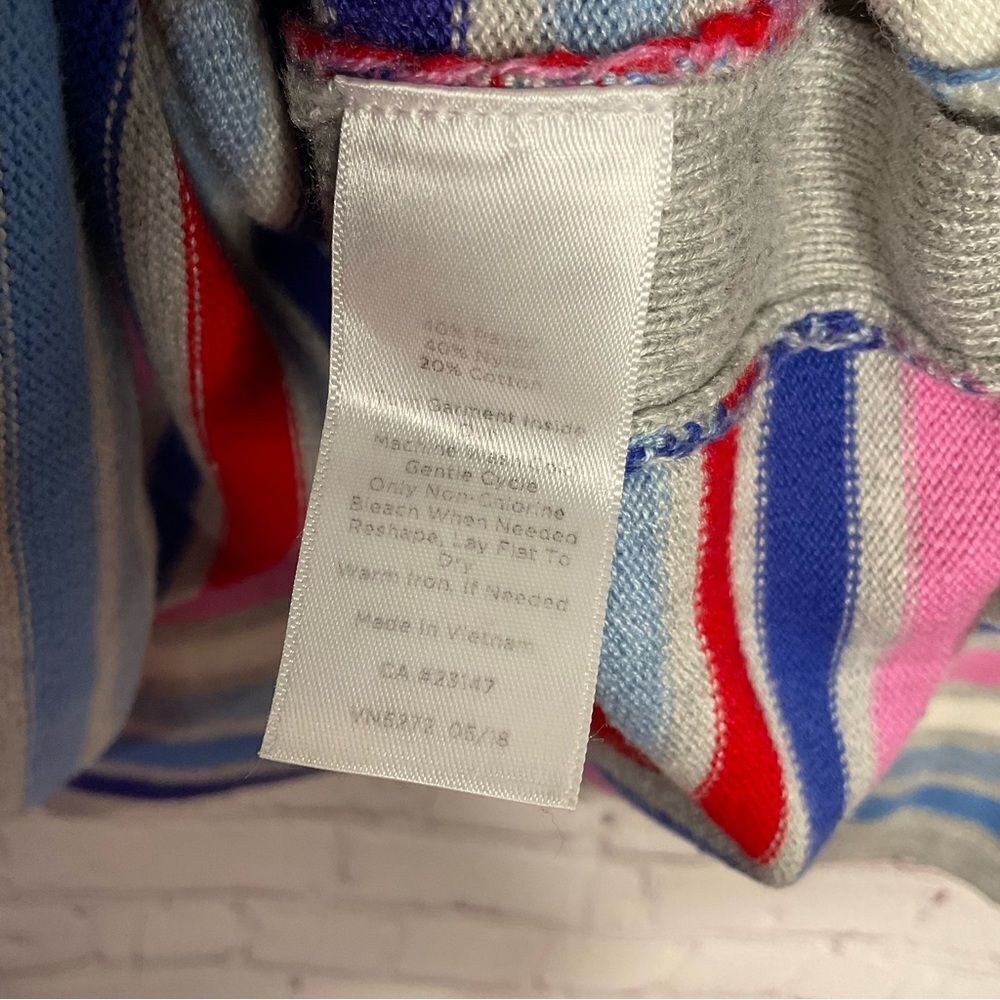 40%
40%
20% Cotton
Garment Inside
Machine Wash
Gentle Cycle
Only Non-Chlorine
Bleach When Needed
Reshape, Lay Flat To
Dry
Warm Iron. If Needed
Made in Vietnam
CA #23147
VN5272 05/18